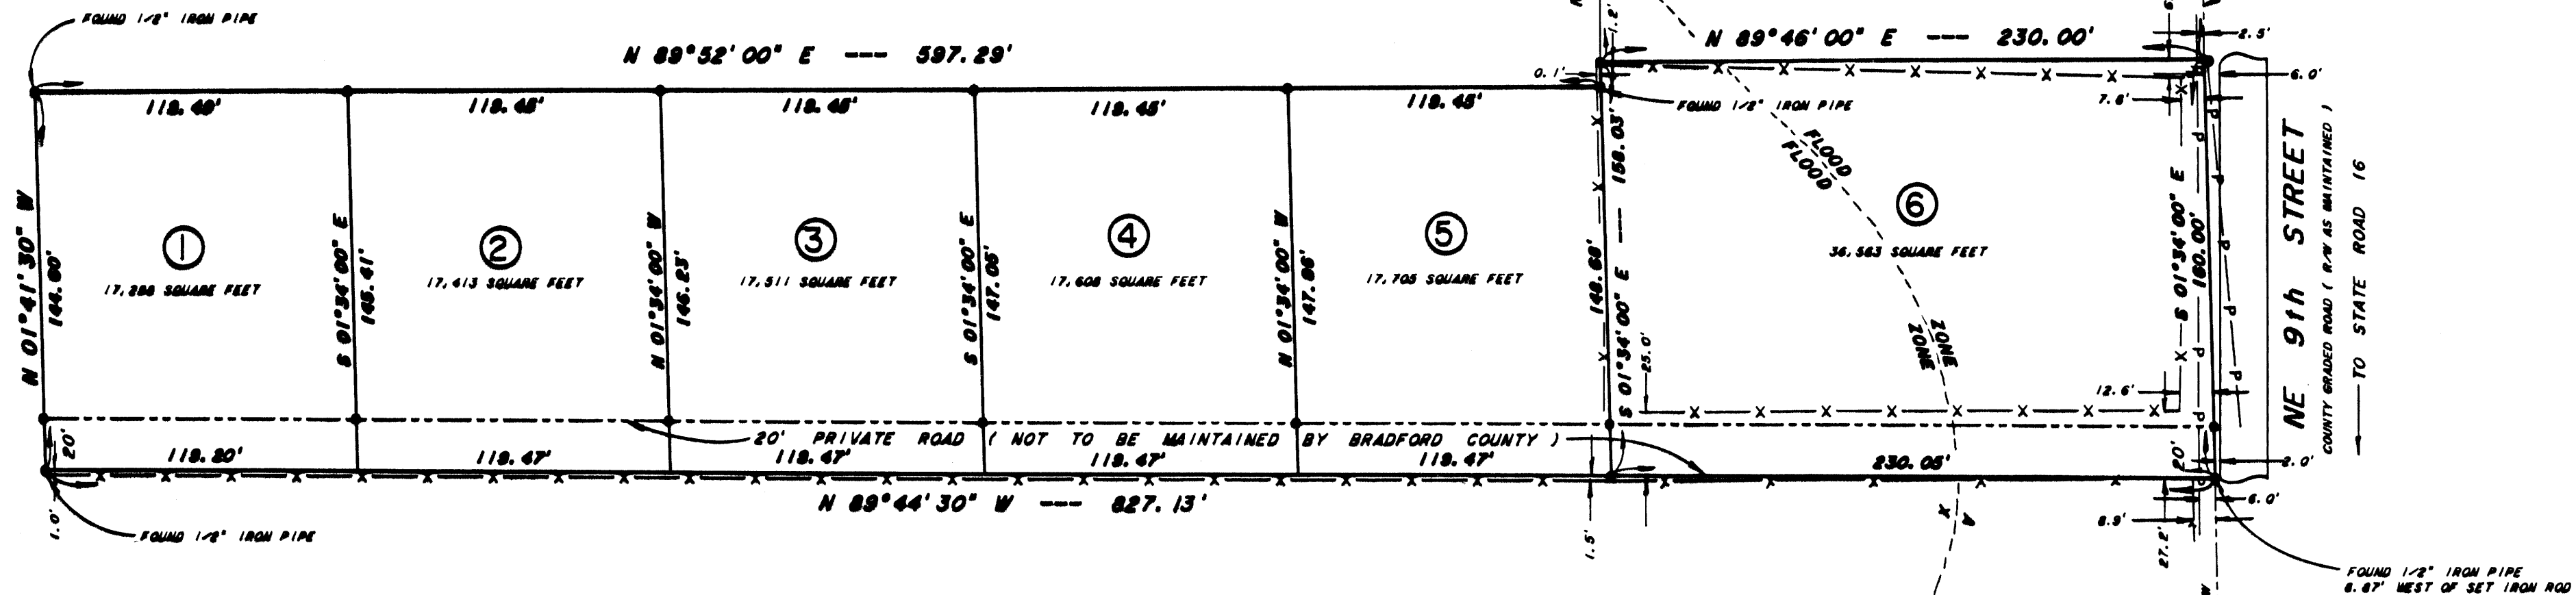 FOUND 1/2" IRON PIPE
N 89°52'00" E --- 597.29'
N 89°46'00" E --- 230.00'
1.2'
2.5'
6.0'
0.1'
7.6'
119.49'
119.45'
119.45'
119.45'
119.45'
FOUND 1/2" IRON PIPE
N 01°41'30" W
144.60'
1
17,288 SQUARE FEET
S 01°34'00" E
145.41'
2
17,413 SQUARE FEET
N 01°34'00" W
146.23'
3
17,511 SQUARE FEET
S 01°34'00" E
147.05'
4
17,608 SQUARE FEET
N 01°34'00" W
147.86'
5
17,705 SQUARE FEET
148.68'
S 01°34'00" E --- 158.03'
25.0'
FLOOD
FLOOD
ZONE
ZONE
6
36,563 SQUARE FEET
S 01°34'00" E
160.00'
P P P P P
P P P P
NE 9th STREET
COUNTY GRADED ROAD ( R/W AS MAINTAINED )
TO STATE ROAD 16
12.6'
20' PRIVATE ROAD ( NOT TO BE MAINTAINED BY BRADFORD COUNTY )
20'
119.20'
119.47'
119.47'
119.47'
119.47'
230.05'
20'
2.0'
6.0'
N 89°44'30" W --- 827.13'
1.0'
FOUND 1/2" IRON PIPE
1.5'
X
A
8.9'
27.2'
FOUND 1/2" IRON PIPE